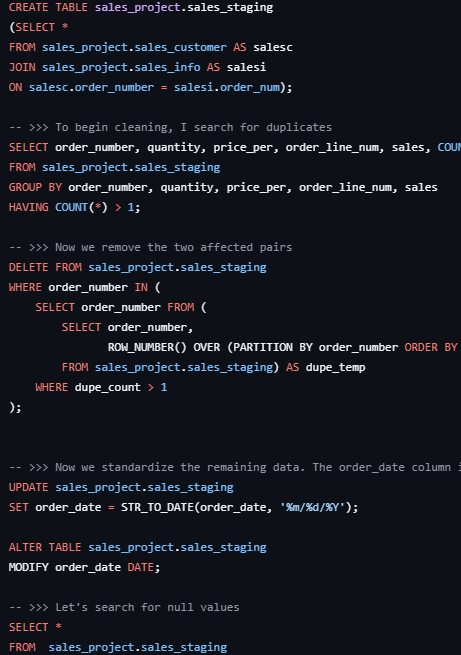 CREATE TABLE sales_project.sales_staging
(SELECT *
FROM sales_project.sales_customer AS salesc
JOIN sales_project.sales_info AS salesi
ON salesc.order_number = salesi.order_num);
-- >>> To begin cleaning, I search for duplicates
SELECT order_number, quantity, price_per, order_line_num, sales,
FROM sales_project.sales_staging
GROUP BY order_number, quantity, price_per, order_line_num, sales
HAVING COUNT(*) > 1;
-- >>> Now we remove the two affected pairs
DELETE FROM sales_project.sales_staging
WHERE order_number IN (
SELECT order_number FROM (
SELECT order_number,
ROW_NUMBER() OVER (PARTITION BY order_number ORDER BY
FROM sales_project.sales_staging) AS dupe_temp
WHERE dupe_count > 1
);
-- >>> Now we standardize the remaining data. The order_date column
UPDATE sales_project.sales_staging
SET order_date = STR_TO_DATE(order_date, '%m/%d/%Y');
ALTER TABLE sales_project.sales_staging
MODIFY order_date DATE;
-- >>> Let's search for null values
SELECT *
FROM  sales_project.sales_staging